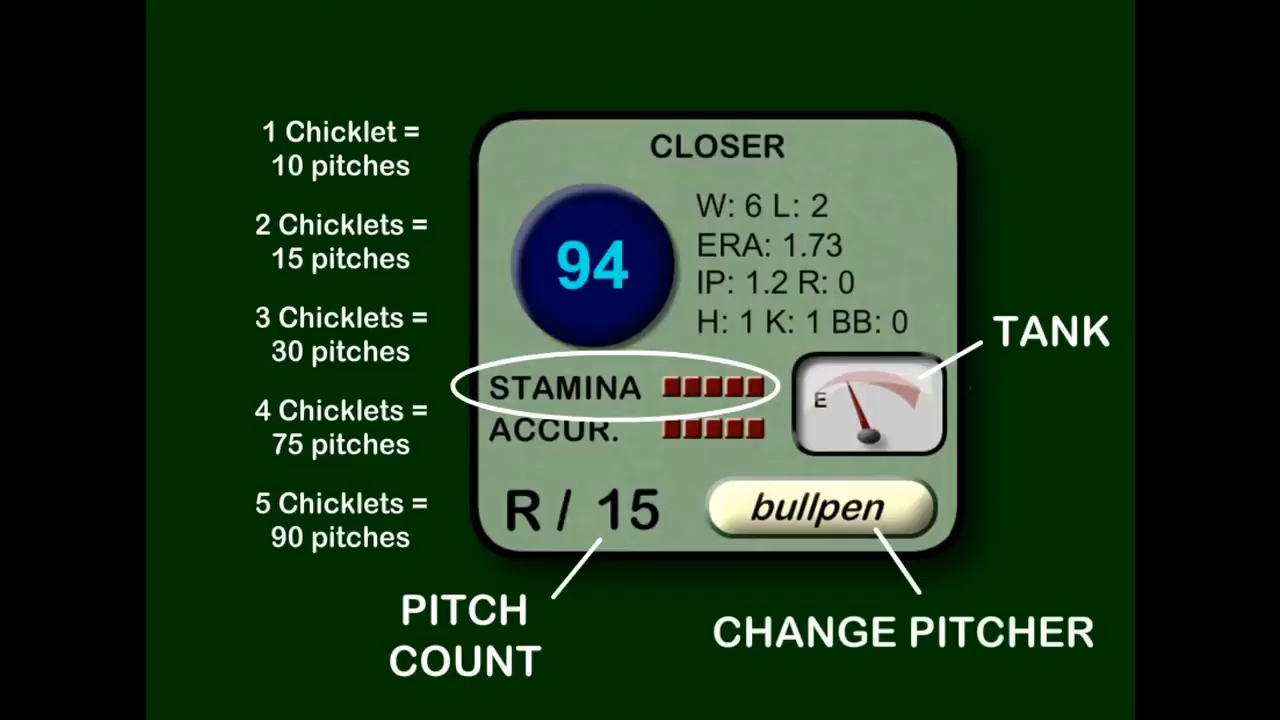 1 Chicklet =
10 pitches
2 Chicklets =
15 pitches
3 Chicklets =
30 pitches
4 Chicklets =
75 pitches
5 Chicklets =
90 pitches
CLOSER
94
W: 6 L: 2
ERA: 1.73
IP: 1.2 R: 0
H: 1 K: 1 BB: 0
STAMINA
ACCUR.
E
R / 15
bullpen
TANK
PITCH
COUNT
CHANGE PITCHER